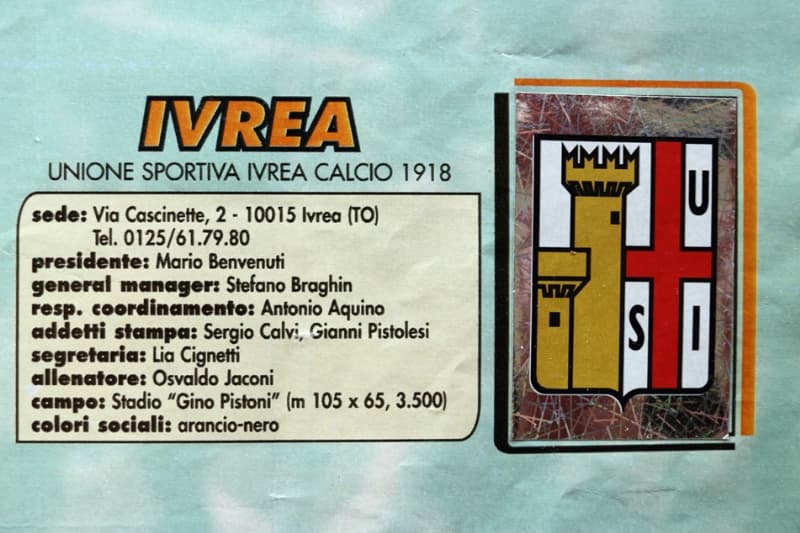 IVREA
UNIONE SPORTIVA IVREA CALCIO 1918
sede: Via Cascinette, 2 - 10015 Ivrea (TO)
Tel. 0125/61.79.80
presidente: Mario Benvenuti
general manager: Stefano Braghin
resp. coordinamento: Antonio Aquino
addetti stampa: Sergio Calvi, Gianni Pistolesi
segretaria: Lia Cignetti
allenatore: Osvaldo Jaconi
campo: Stadio “Gino Pistoni” (m 105 x 65, 3.500)
colori sociali: arancio-nero
U
S I